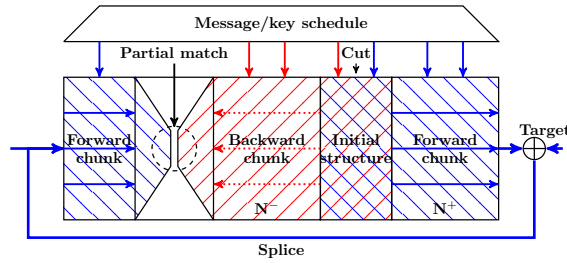 Message/key schedule
Partial match
Cut
Target
Forward
chunk
Backward
chunk
Initial
structure
Forward
chunk
N⁻
N⁺
Splice